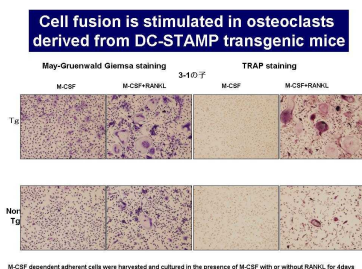 Cell fusion is stimulated in osteoclasts
derived from DC-STAMP transgenic mice
May-Gruenwald Giemsa staining
TRAP staining
3-1の子
M-CSF
M-CSF+RANKL
M-CSF
M-CSF+RANKL
Tg
Non
Tg
M-CSF dependent adherent cells were harvested and cultured in the presence of M-CSF with or without RANKL for 4days